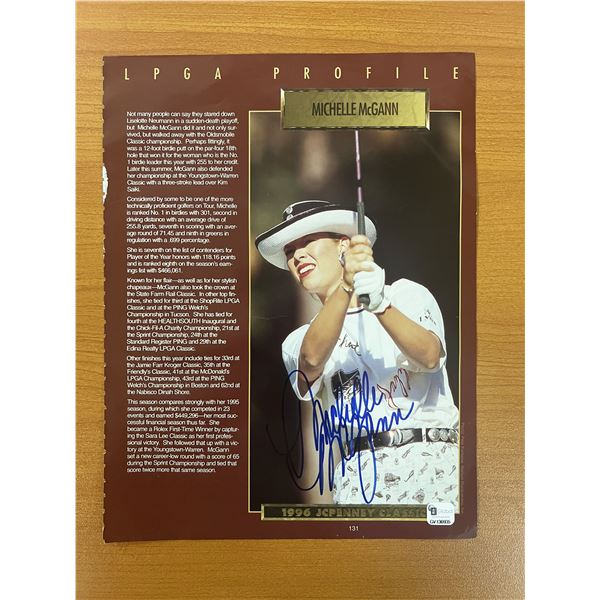 LPGA PROFILE
MICHELLE McGANN
Not many people can say they stared down
Liselotte Neumann in a sudden-death playoff,
but Michelle McGann did it and not only sur-
vived, but walked away with the Oldsmobile
Classic championship. Perhaps fittingly, it
was a 12-foot birdie putt on the par-four 18th
hole that won it for the woman who is the No.
1 birdie leader this year with 255 to her credit.
Later this summer, McGann also defended
her championship at the Youngstown-Warren
Classic with a three-stroke lead over Kim
Saiki.
Considered by some to be one of the more
technically proficient golfers on Tour, Michelle
is ranked No. 1 in birdies with 301, second in
driving distance with an average drive of
255.8 yards, seventh in scoring with an aver-
age round of 71.45 and ninth in greens in
regulation with a .699 percentage.
She is seventh on the list of contenders for
Player of the Year honors with 118.16 points
and is ranked eighth on the season's earn-
ings list with $466,061.
Known for her flair—as well as for her stylish
chapeaux—McGann also took the crown at
the State Farm Rail Classic. In other top fin-
ishes, she tied for third at the ShopRite LPGA
Classic and at the PING Welch's
Championship in Tucson. She has tied for
fourth at the HEALTHSOUTH Inaugural and
the Chick-Fil-A Charity Championship, 21st at
the Sprint Championship, 24th at the
Standard Register PING and 29th at the
Edina Realty LPGA Classic.
Other finishes this year include ties for 33rd at
the Jamie Farr Kroger Classic, 35th at the
Friendly's Classic, 41st at the McDonald's
LPGA Championship, 43rd at the PING
Welch's Championship in Boston and 62nd at
the Nabisco Dinah Shore.
This season compares strongly with her 1995
season, during which she competed in 23
events and earned $449,296—her most suc-
cessful financial season thus far. She
became a Rolex First-Time Winner by captur-
ing the Sara Lee Classic as her first profes-
sional victory. She followed that up with a vic-
tory at the Youngstown-Warren. McGann
set a new career-low round with a score of 65
during the Sprint Championship and tied that
score twice more that same season.
Michelle
McGann
1996 JCPENNEY CLASSIC
131